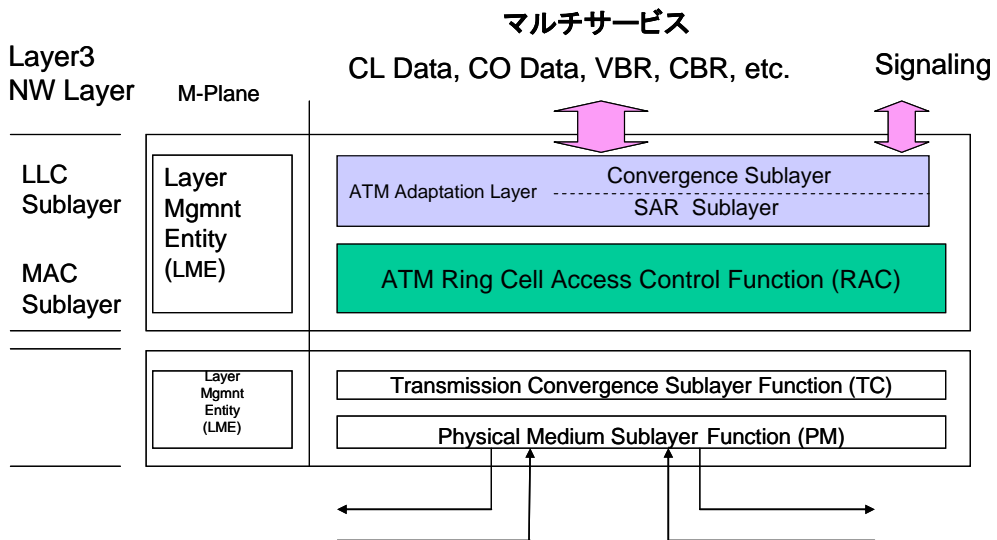 マルチサービス
Layer3
NW Layer
M-Plane
CL Data, CO Data, VBR, CBR, etc.
Signaling
LLC
Sublayer
Layer
Mgmnt
Entity
(LME)
ATM Adaptation Layer
Convergence Sublayer
SAR Sublayer
MAC
Sublayer
ATM Ring Cell Access Control Function (RAC)
Layer
Mgmnt
Entity
(LME)
Transmission Convergence Sublayer Function (TC)
Physical Medium Sublayer Function (PM)